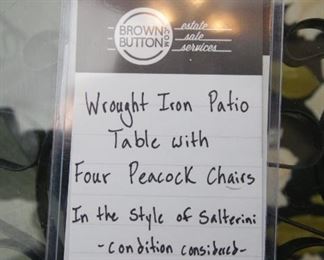 BROWN
BUTTON
.COM
estate
sale
services
Wrought Iron Patio
Table with
Four Peacock Chairs
In the Style of Salterini
-condition considered-